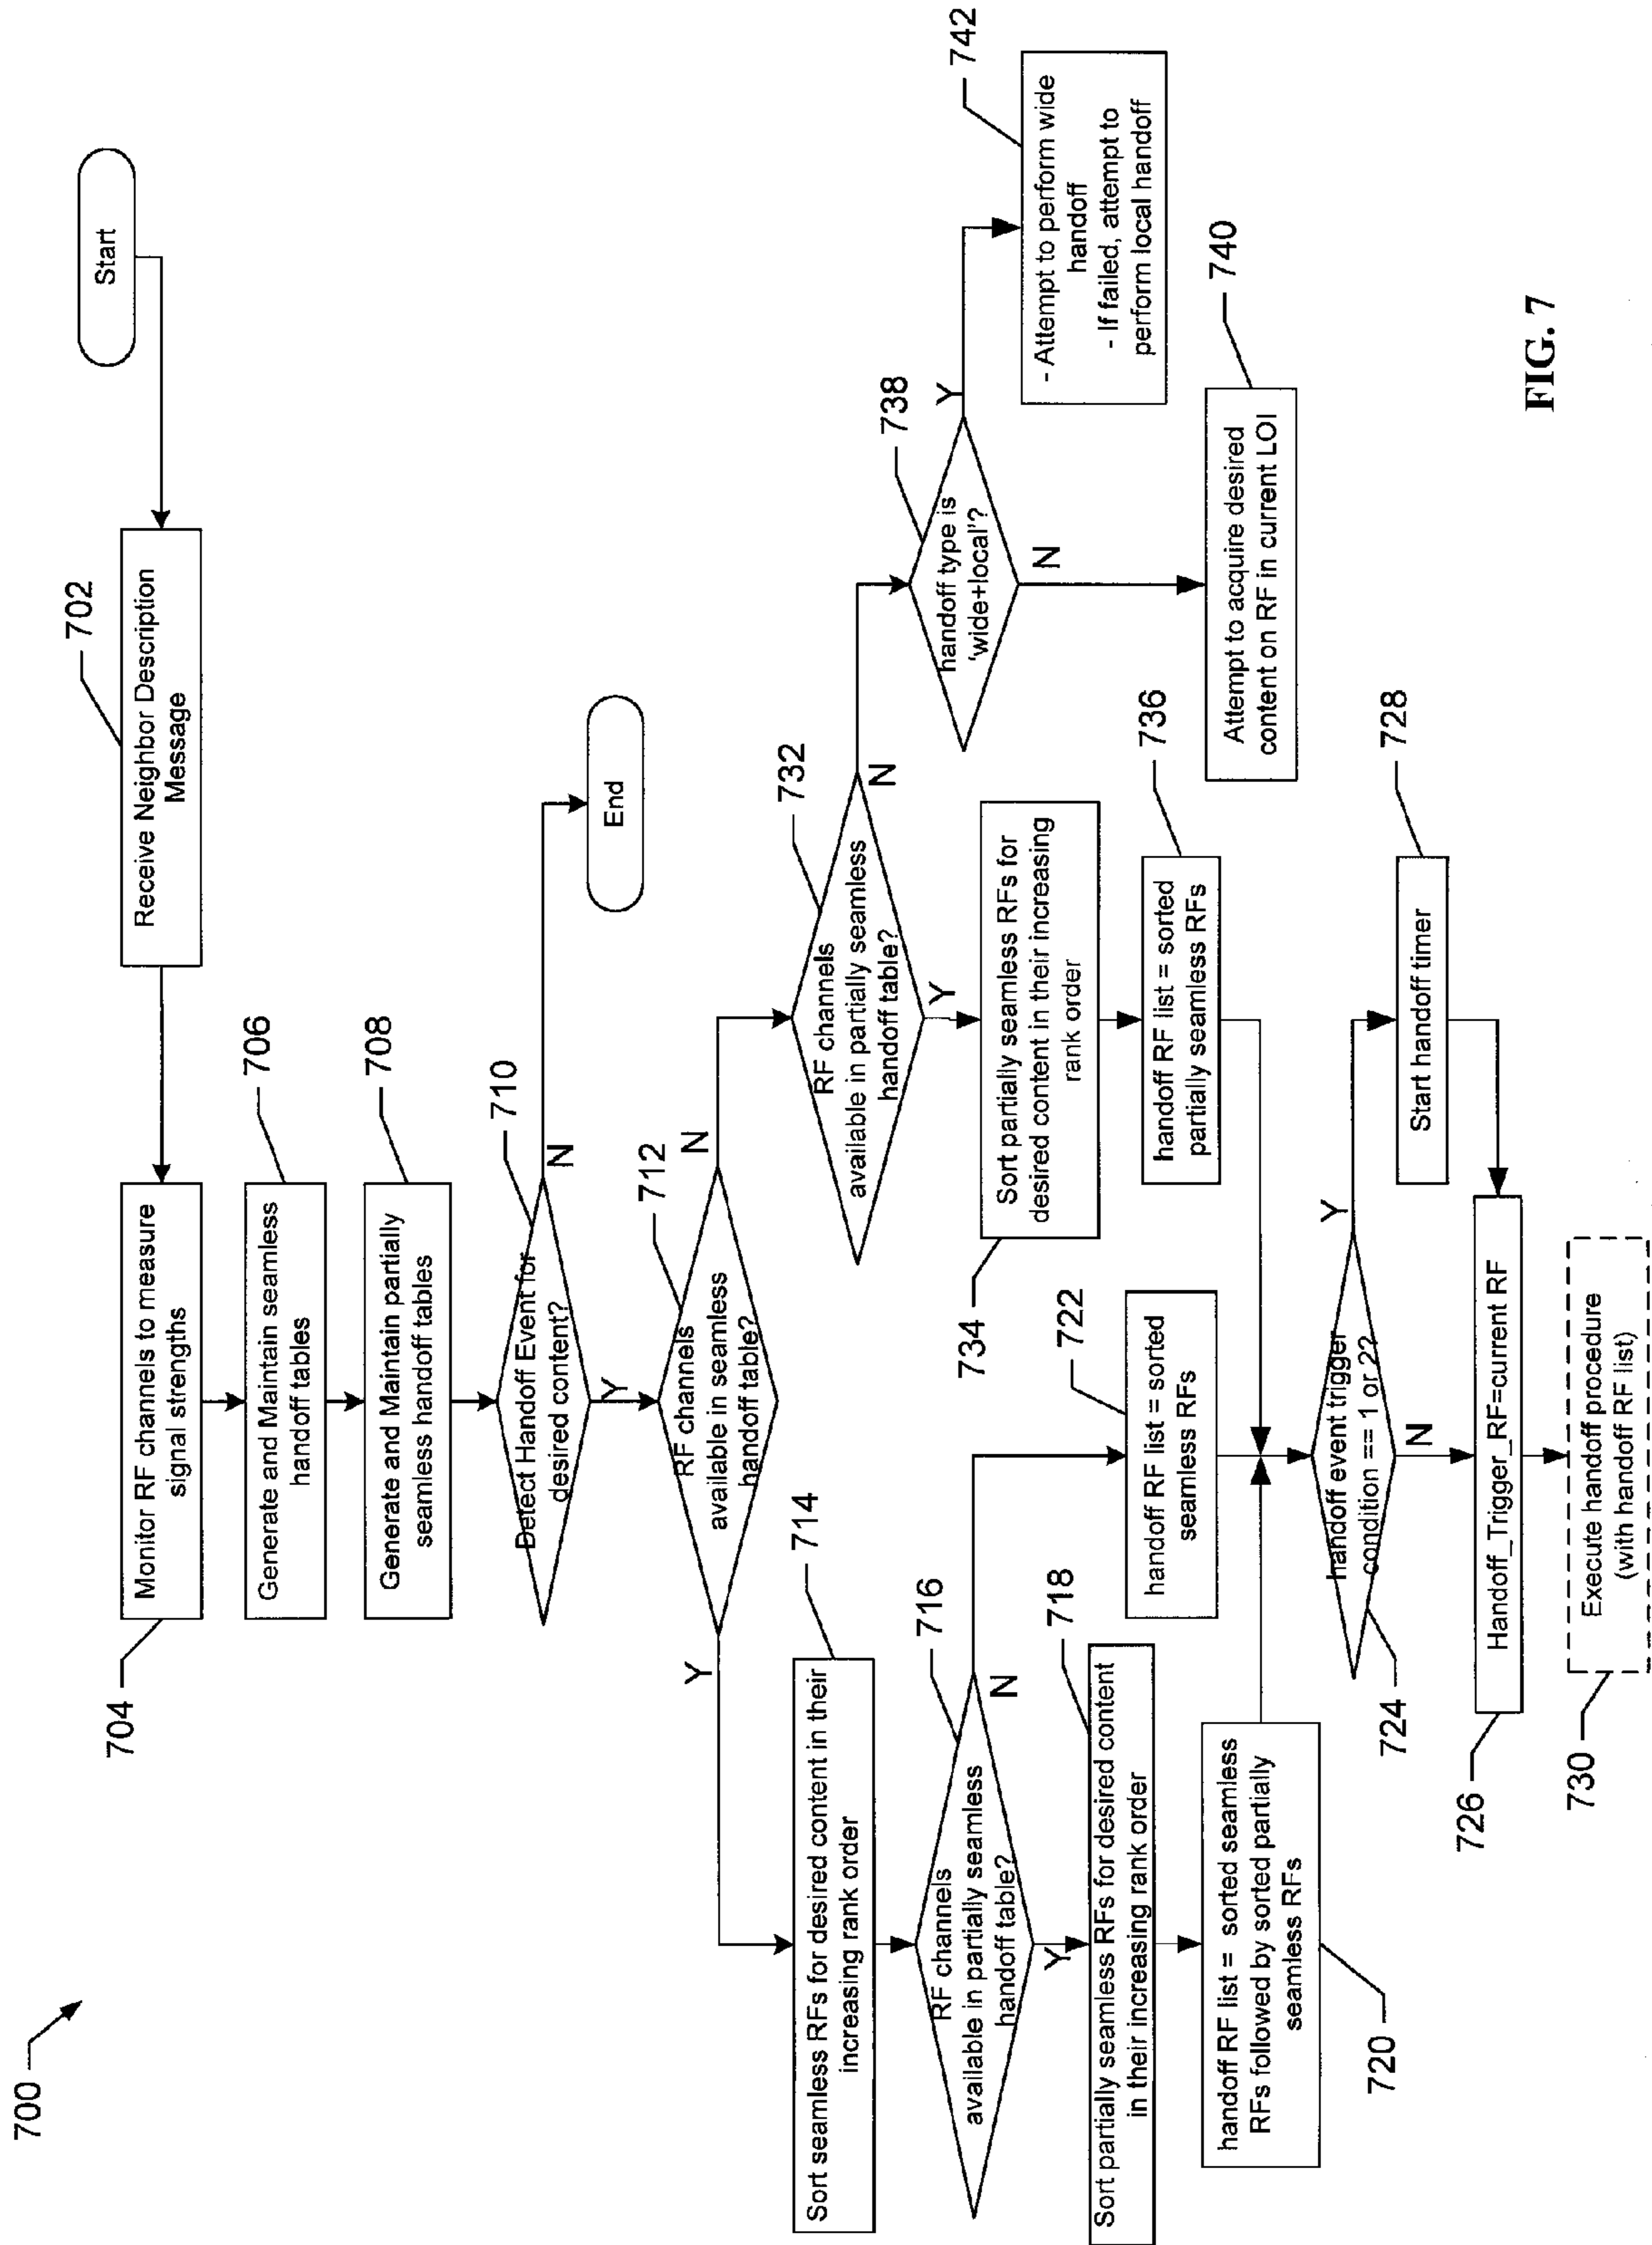 700
Start
702
Receive Neighbor Description
Message
704
Monitor RF channels to measure
signal strengths
706
Generate and Maintain seamless
handoff tables
708
Generate and Maintain partially
seamless handoff tables
710
Detect Handoff Event for
desired content?
N
End
Y
712
RF channels
available in seamless
handoff table?
Y
N
714
Sort seamless RFs for desired content in their
increasing rank order
716
RF channels
available in partially seamless
handoff table?
N
Y
718
Sort partially seamless RFs for desired content
in their increasing rank order
handoff RF list = sorted seamless
RFs followed by sorted partially
seamless RFs
720
722
handoff RF list = sorted
seamless RFs
732
RF channels
available in partially seamless
handoff table?
N
Y
734
Sort partially seamless RFs for
desired content in their increasing
rank order
736
handoff RF list = sorted
partially seamless RFs
738
handoff type is
'wide+local'?
Y
N
742
- Attempt to perform wide
handoff
- If failed, attempt to
perform local handoff
740
Attempt to acquire desired
content on RF in current LOI
724
handoff event trigger
condition == 1 or 2?
Y
N
728
Start handoff timer
726
Handoff_Trigger_RF=current RF
730
Execute handoff procedure
(with handoff RF list)
FIG. 7